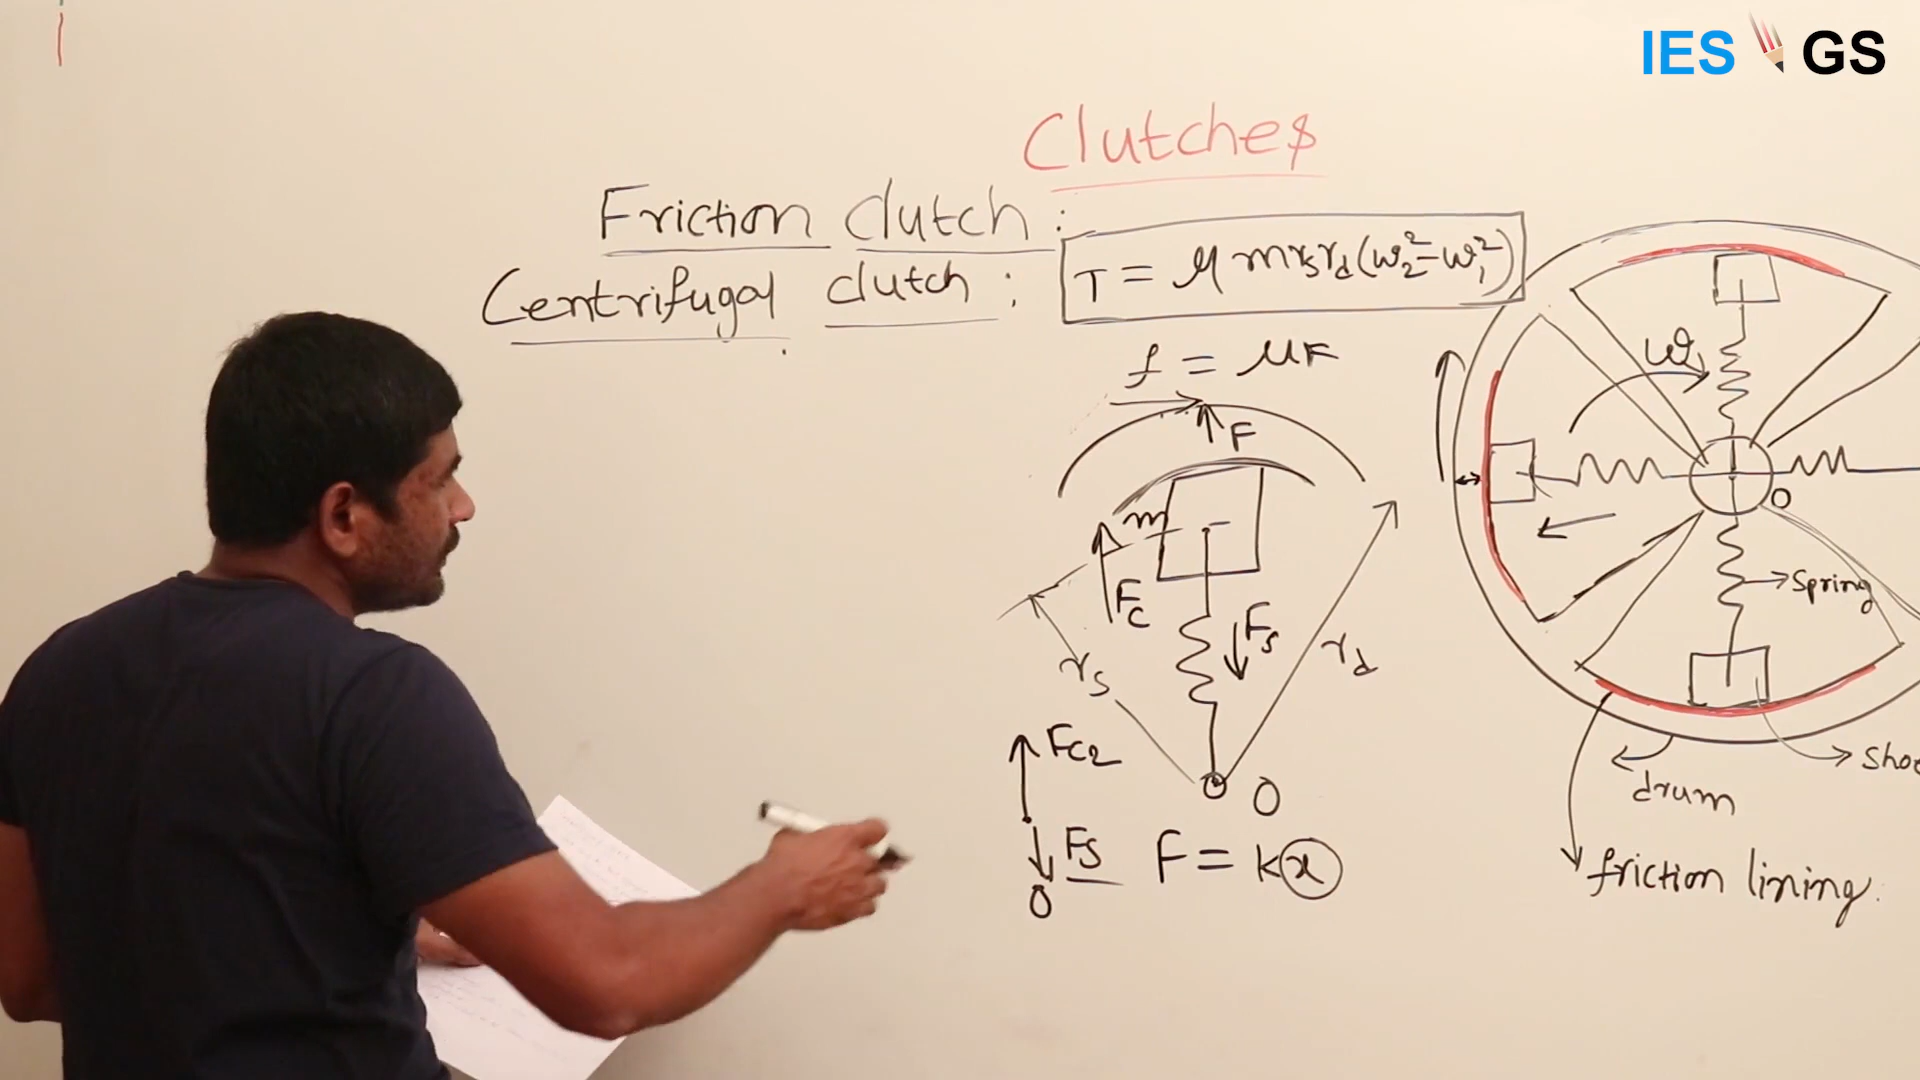 IES GS
Clutches
Friction clutch :
Centrifugal clutch :
T = μ m rs rd (ω₂² - ω₁²)
f = μF
F
m
Fc
Fs
rs
rd
Fc2
Fs
O
O
F = kx
ω₁
O
Spring
Shoe
drum
friction lining.